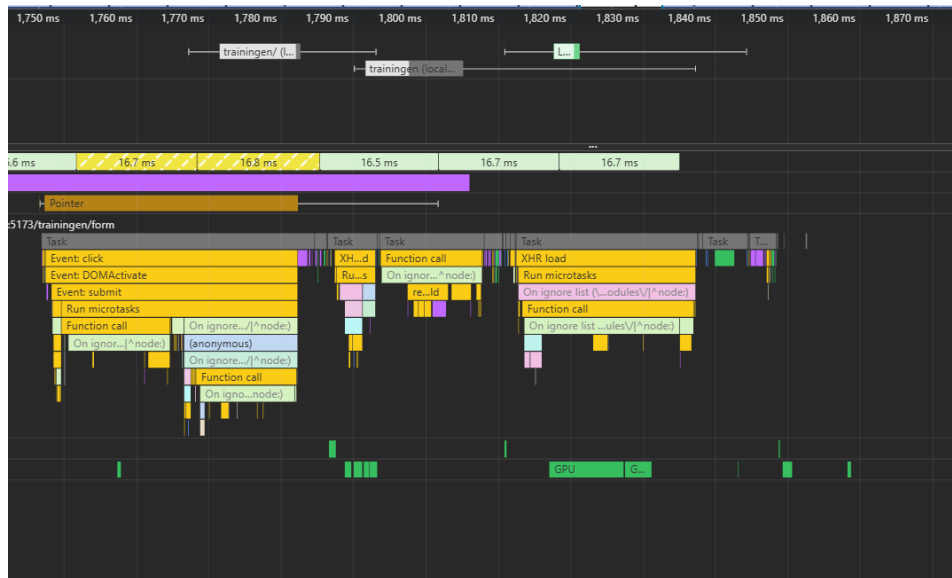 1,750 ms 1,760 ms 1,770 ms 1,780 ms 1,790 ms 1,800 ms 1,810 ms 1,820 ms 1,830 ms 1,840 ms 1,850 ms 1,860 ms 1,870 ms
trainingen/ (l... L...
trainingen (local...
...
5.6 ms 16.7 ms 16.8 ms 16.5 ms 16.7 ms 16.7 ms
Pointer
:5173/trainingen/form
Task Task Task Task Task T...
Event: click XH...d Function call XHR load
Event: DOMActivate Ru...s On ignor...^node:) Run microtasks
Event: submit re...ld On ignore list (\...odules\/|^node:)
Run microtasks Function call
Function call On ignore.../|^node:) On ignore list ...ules\/|^node:)
On ignor...|^node:) (anonymous)
On ignore.../|^node:)
Function call
On igno...node:)
GPU G...